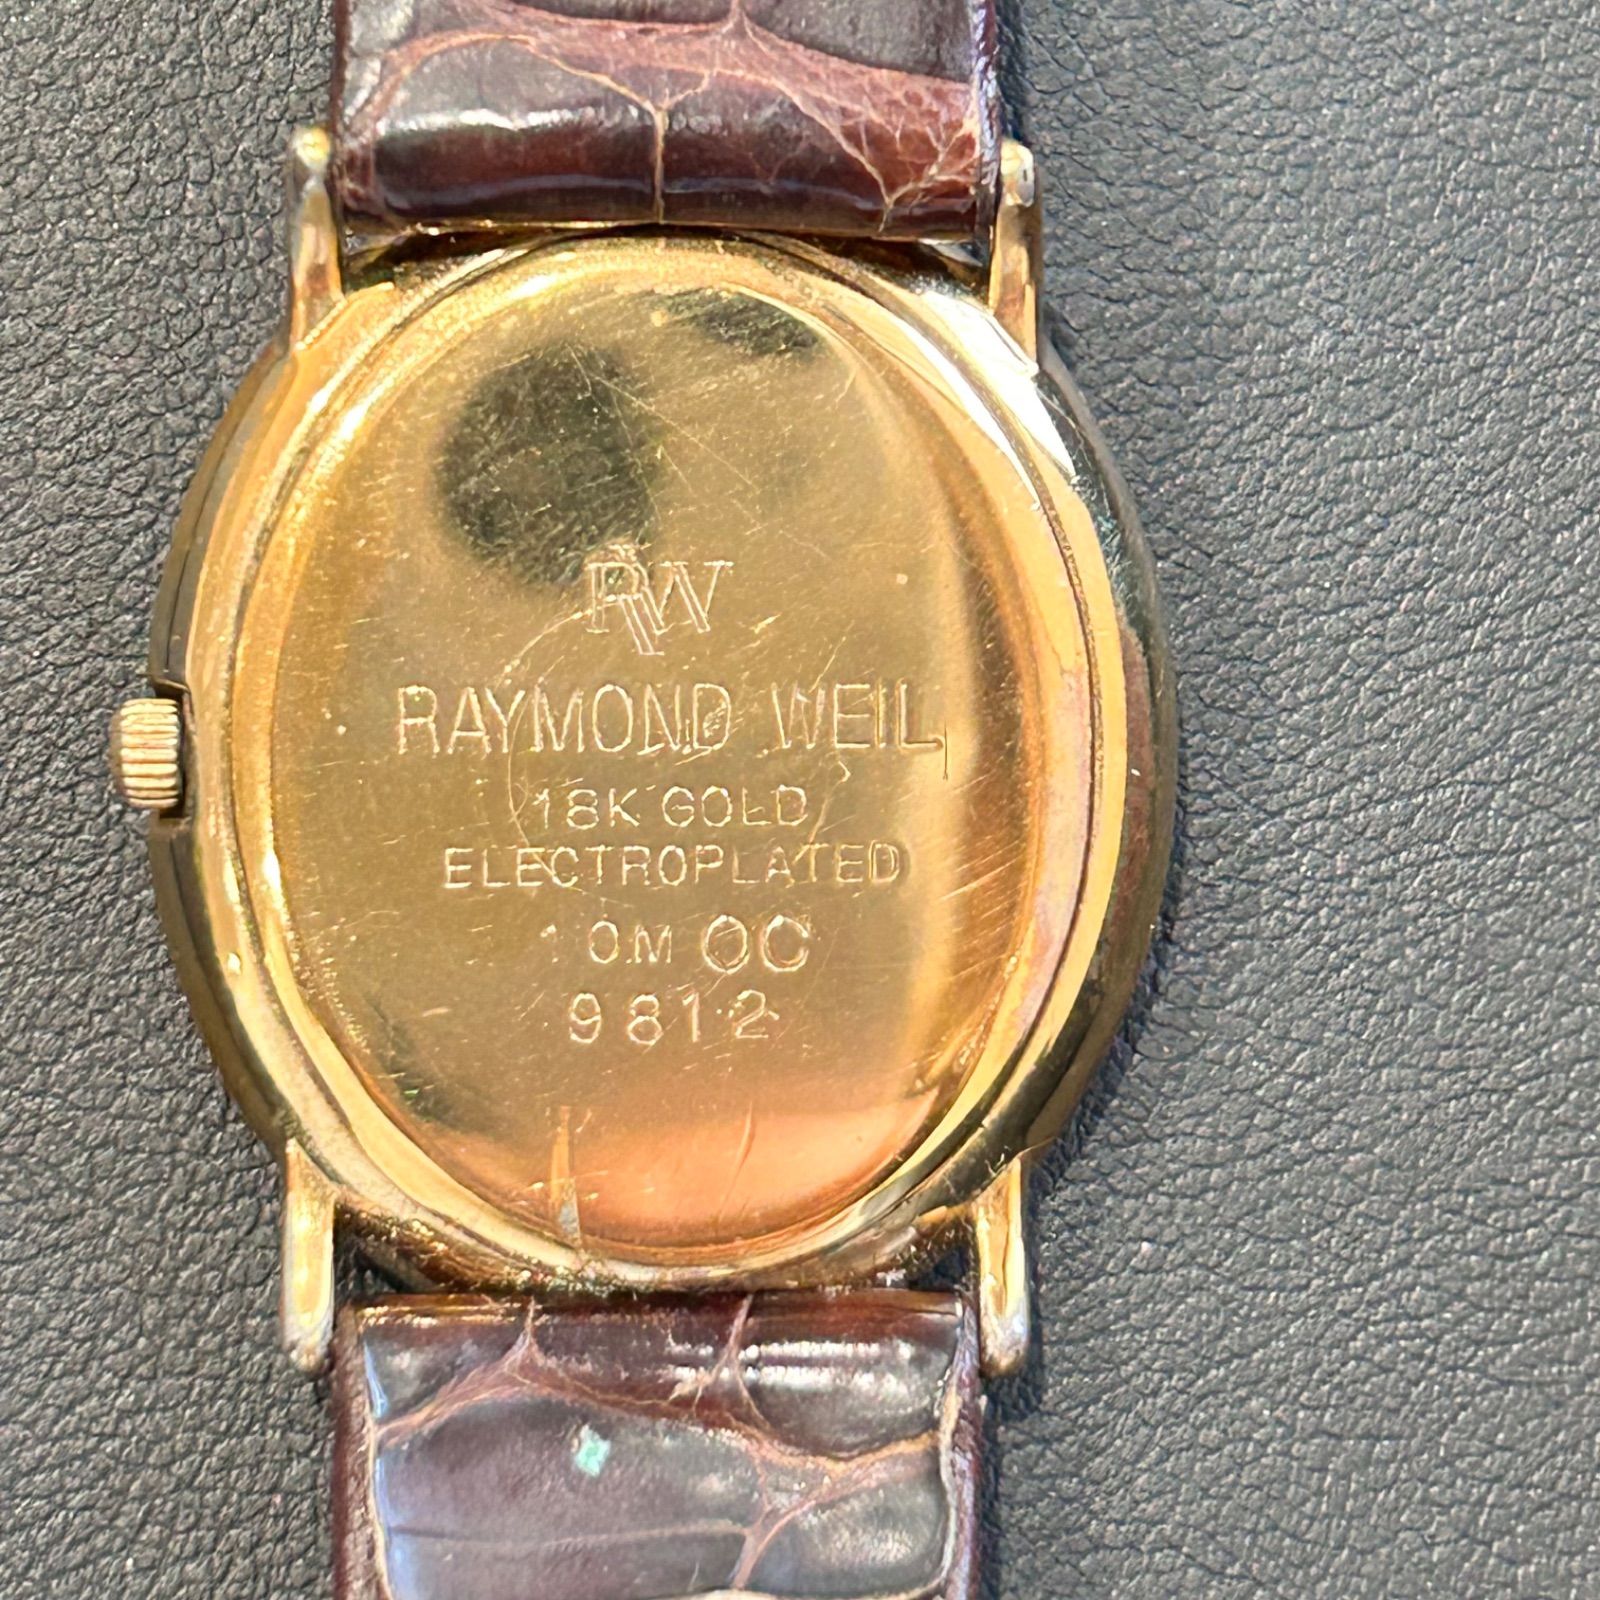 RW
RAYMOND WEIL
18K GOLD
ELECTROPLATED
10M OC
9812